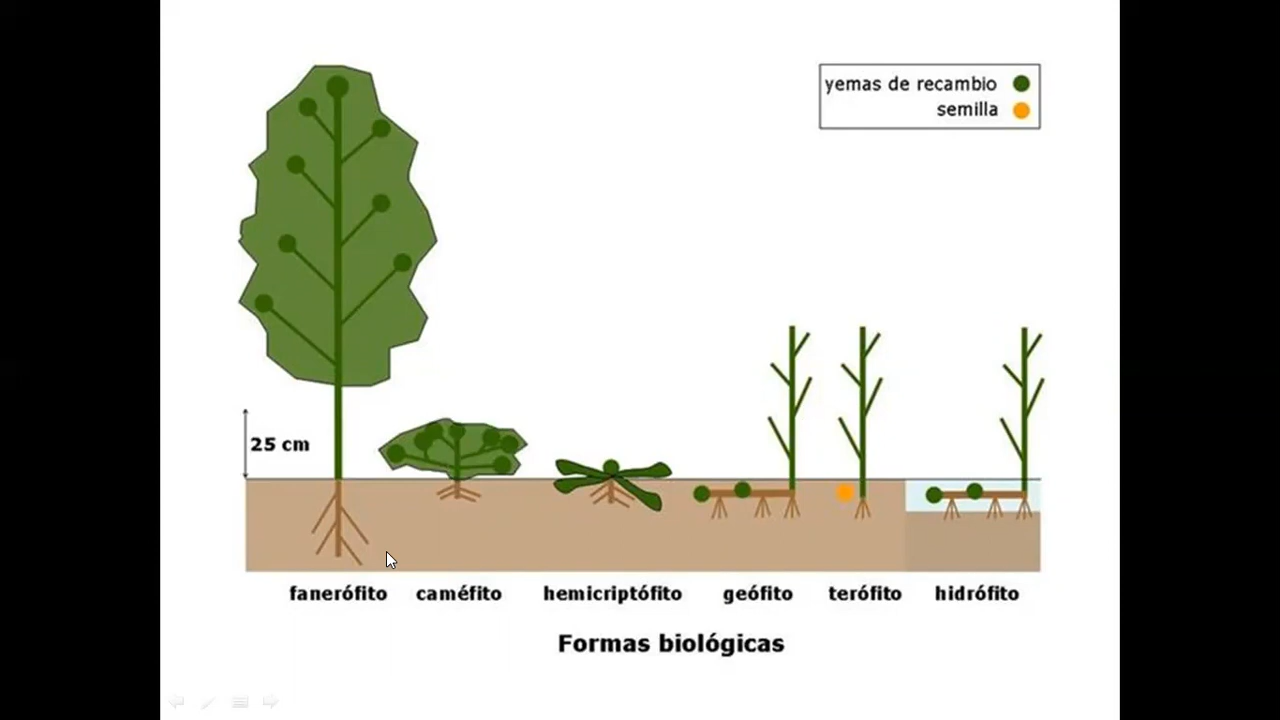 yemas de recambio
semilla
25 cm
fanerófito caméfito hemicriptófito geófito terófito hidrófito
Formas biológicas